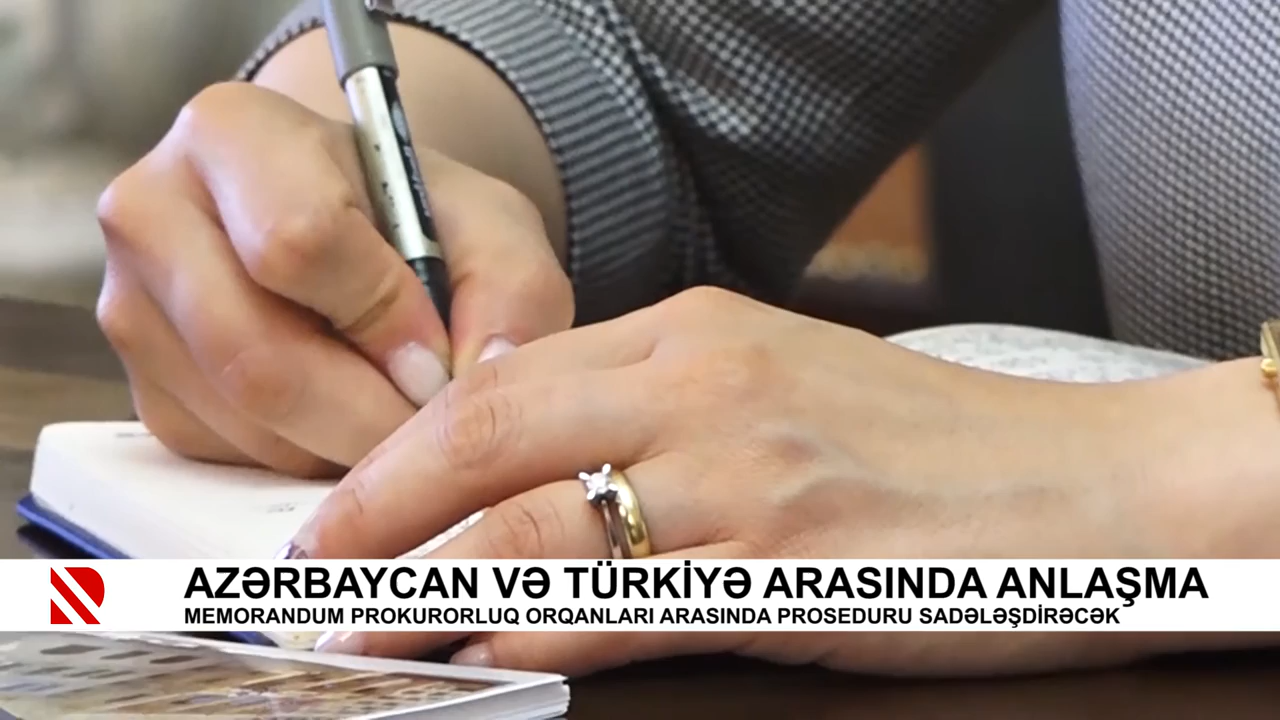 AZƏRBAYCAN VƏ TÜRKİYƏ ARASINDA ANLAŞMA
MEMORANDUM PROKURORLUQ ORQANLARI ARASINDA PROSEDURU SADƏLƏŞDİRƏCƏK